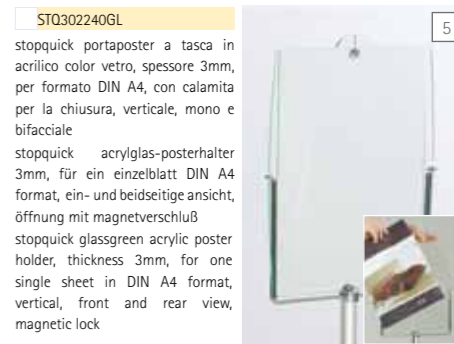 STQ302240GL
5
stopquick portaposter a tasca in
acrilico color vetro, spessore 3mm,
per formato DIN A4, con calamita
per la chiusura, verticale, mono e
bifacciale
stopquick acrylglas-posterhalter
3mm, für ein einzelblatt DIN A4
format, ein- und beidseitige ansicht,
öffnung mit magnetverschluß
stopquick glassgreen acrylic poster
holder, thickness 3mm, for one
single sheet in DIN A4 format,
vertical, front and rear view,
magnetic lock